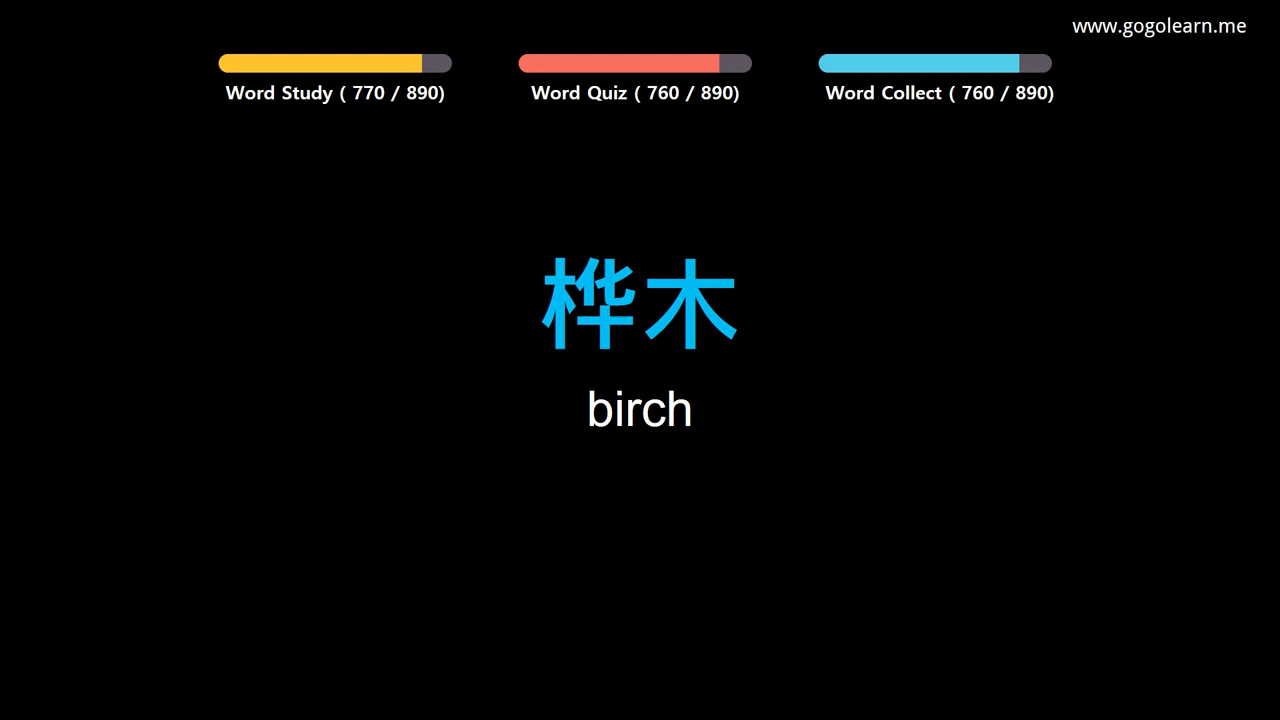 www.gogolearn.me
Word Study ( 770 / 890)
Word Quiz ( 760 / 890)
Word Collect ( 760 / 890)
桦木
birch